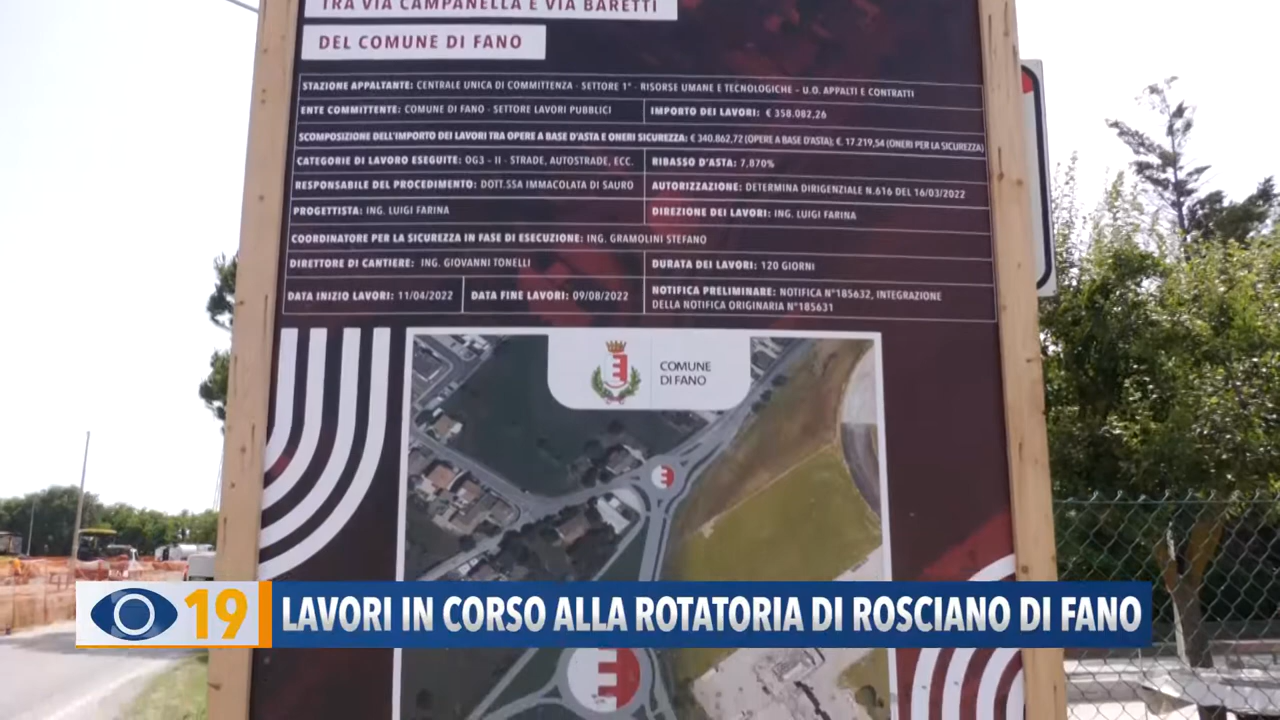 TRA VIA CAMPANELLA E VIA BARETTI
DEL COMUNE DI FANO
STAZIONE APPALTANTE: CENTRALE UNICA DI COMMITTENZA - SETTORE 1° - RISORSE UMANE E TECNOLOGICHE - U.O. APPALTI E CONTRATTI
ENTE COMMITTENTE: COMUNE DI FANO - SETTORE LAVORI PUBBLICI
IMPORTO DEI LAVORI: € 358.082,26
SCOMPOSIZIONE DELL'IMPORTO DEI LAVORI TRA OPERE A BASE D'ASTA E ONERI SICUREZZA: € 340.862,72 (OPERE A BASE D'ASTA); €. 17.219,54 (ONERI PER LA SICUREZZA)
CATEGORIE DI LAVORO ESEGUITE: OG3 - II - STRADE, AUTOSTRADE, ECC.
RIBASSO D'ASTA: 7,870%
RESPONSABILE DEL PROCEDIMENTO: DOTT.SSA IMMACOLATA DI SAURO
AUTORIZZAZIONE: DETERMINA DIRIGENZIALE N.616 DEL 16/03/2022
PROGETTISTA: ING. LUIGI FARINA
DIREZIONE DEI LAVORI: ING. LUIGI FARINA
COORDINATORE PER LA SICUREZZA IN FASE DI ESECUZIONE: ING. GRAMOLINI STEFANO
DIRETTORE DI CANTIERE: ING. GIOVANNI TONELLI
DURATA DEI LAVORI: 120 GIORNI
DATA INIZIO LAVORI: 11/04/2022
DATA FINE LAVORI: 09/08/2022
NOTIFICA PRELIMINARE: NOTIFICA N°185632, INTEGRAZIONE
DELLA NOTIFICA ORIGINARIA N°185631
COMUNE
DI FANO
19
LAVORI IN CORSO ALLA ROTATORIA DI ROSCIANO DI FANO